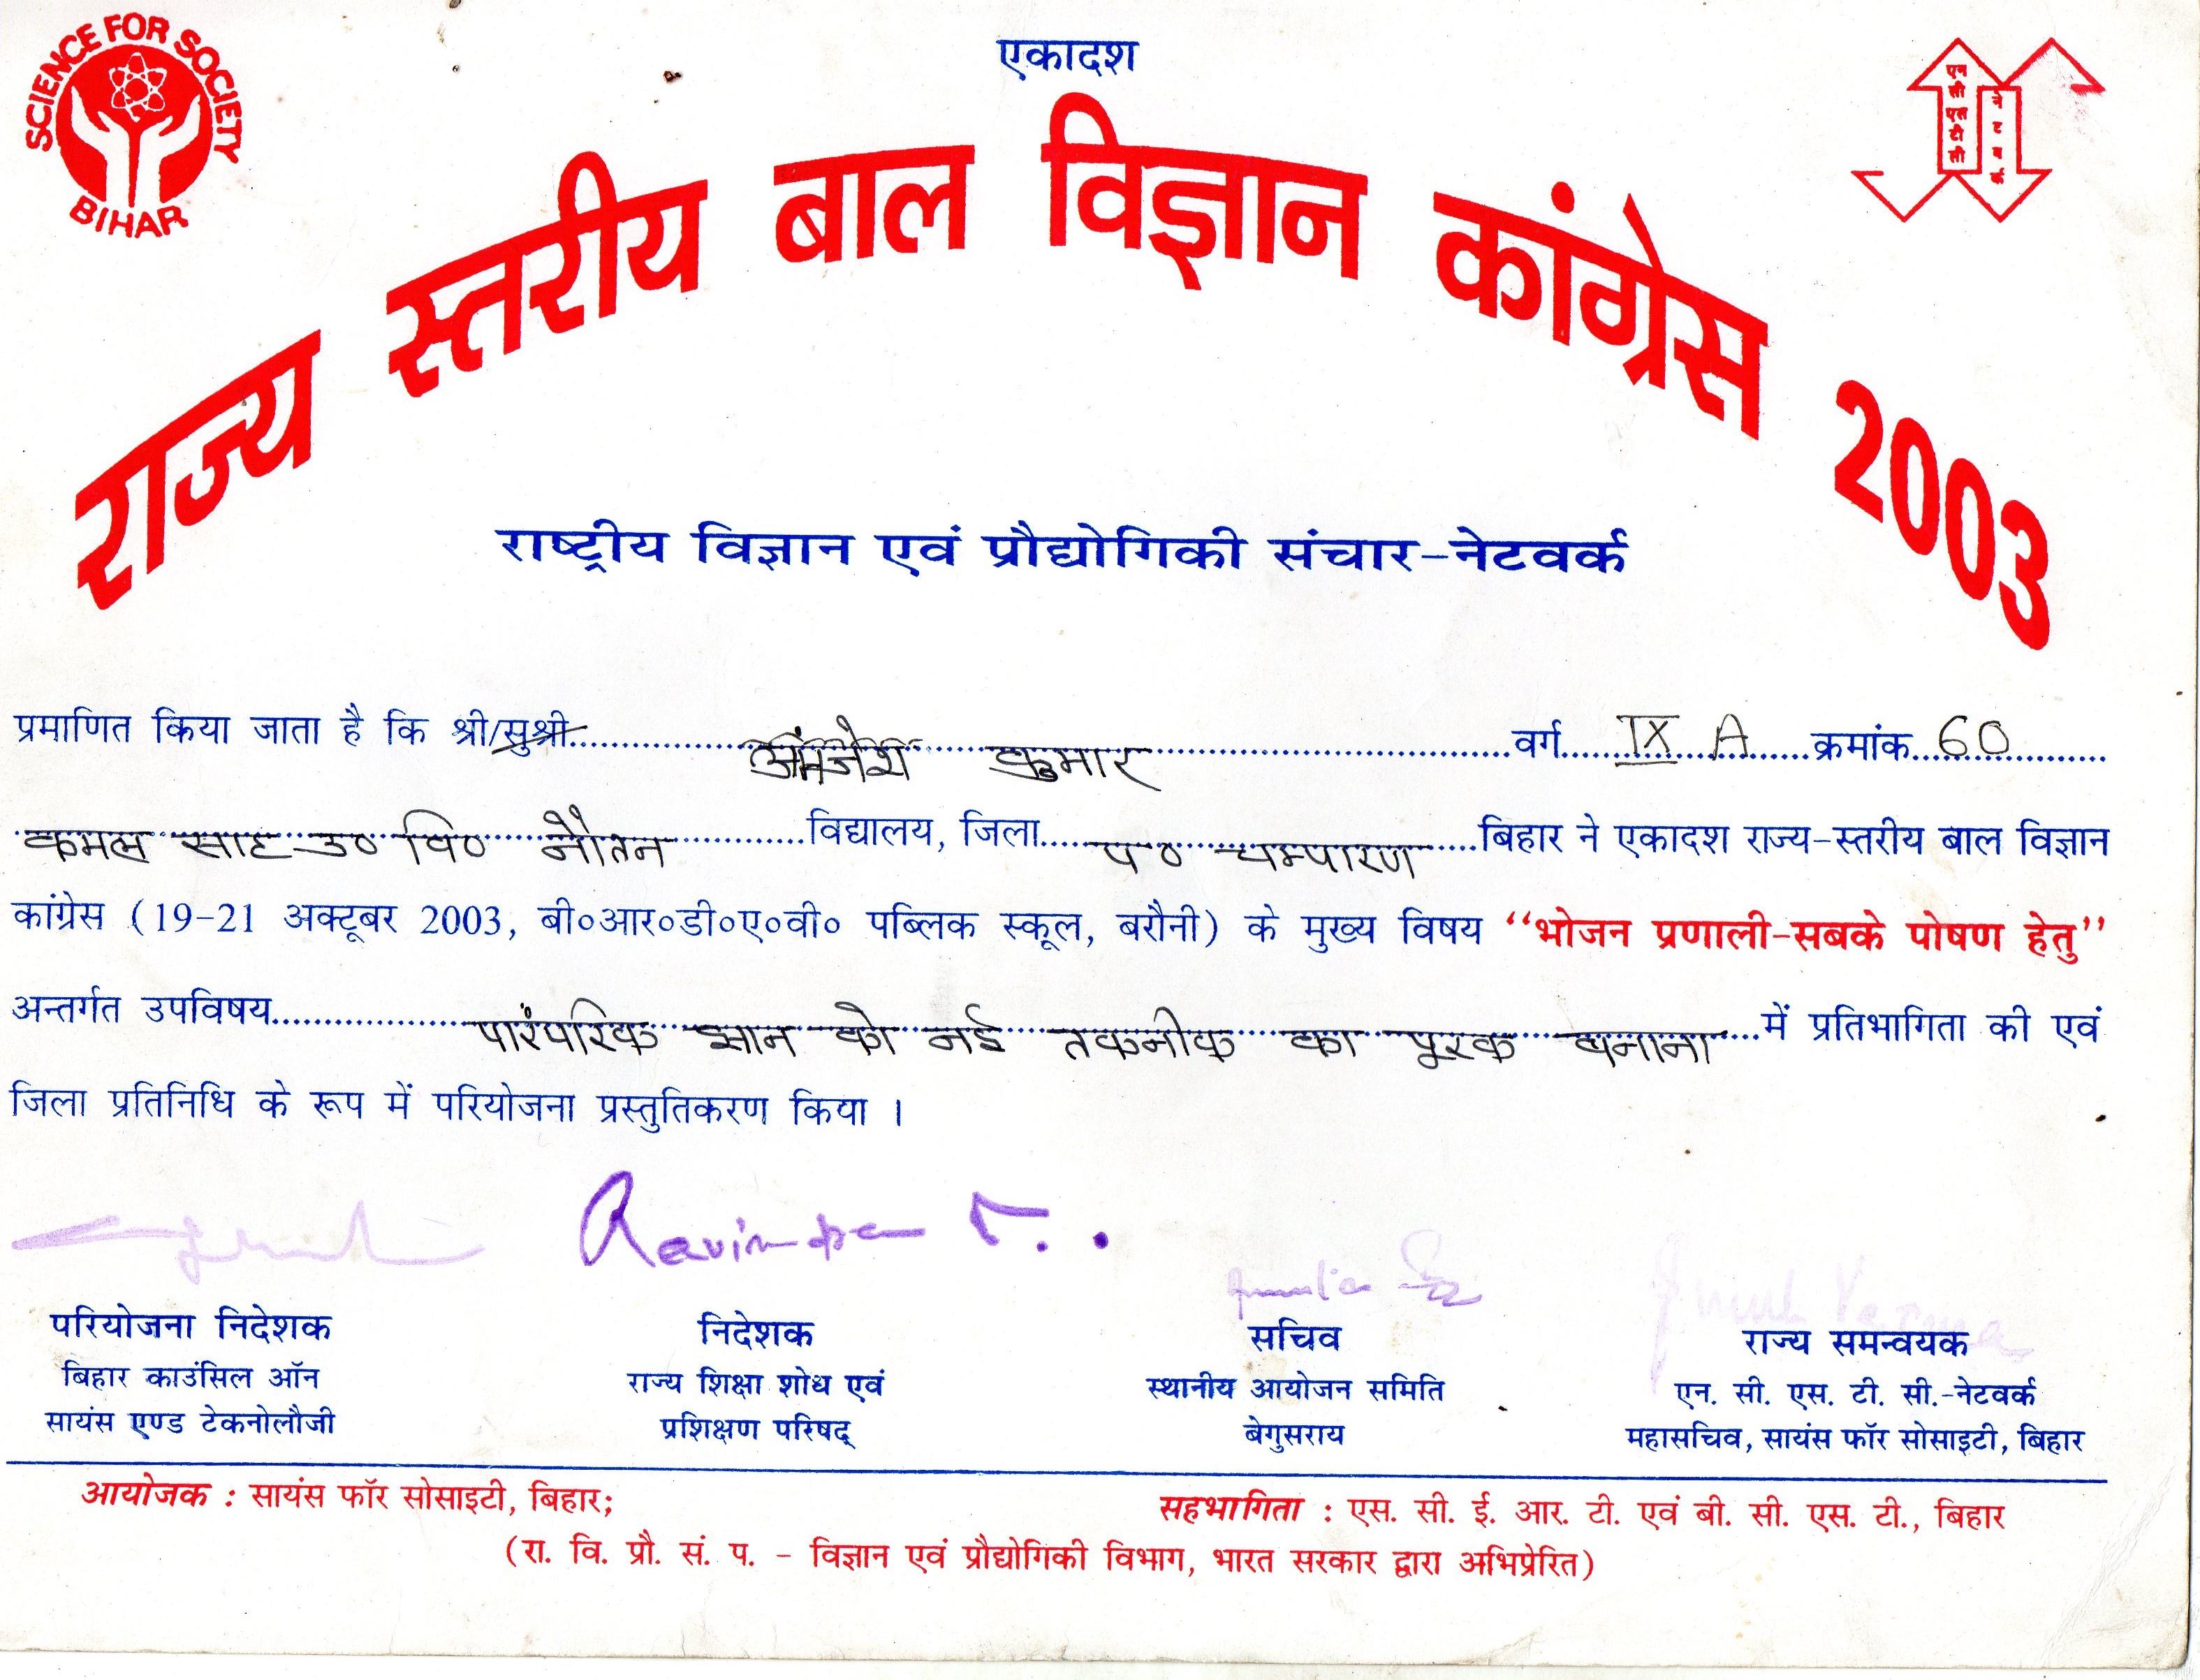 SCIENCE FOR SOCIETY
BIHAR
एकादश
एन सी एस टी सी
नेटवर्क
राज्य स्तरीय बाल विज्ञान कांग्रेस 2003
राष्ट्रीय विज्ञान एवं प्रौद्योगिकी संचार-नेटवर्क
प्रमाणित किया जाता है कि श्री/सुश्री कुमार वर्ग IX A क्रमांक 60
कमल साह उ० वि० नौतन विद्यालय, जिला प० चम्पारण बिहार ने एकादश राज्य-स्तरीय बाल विज्ञान
कांग्रेस (19-21 अक्टूबर 2003, बी०आर०डी०ए०वी० पब्लिक स्कूल, बरौनी) के मुख्य विषय “भोजन प्रणाली-सबके पोषण हेतु”
अन्तर्गत उपविषय पारंपरिक ज्ञान को नई तकनीक का पूरक बनाना में प्रतिभागिता की एवं
जिला प्रतिनिधि के रूप में परियोजना प्रस्तुतिकरण किया ।
परियोजना निदेशक
बिहार काउंसिल ऑन
सायंस एण्ड टेकनोलौजी
निदेशक
राज्य शिक्षा शोध एवं
प्रशिक्षण परिषद्
सचिव
स्थानीय आयोजन समिति
बेगुसराय
राज्य समन्वयक
एन. सी. एस. टी. सी.-नेटवर्क
महासचिव, सायंस फॉर सोसाइटी, बिहार
आयोजक : सायंस फॉर सोसाइटी, बिहार;
सहभागिता : एस. सी. ई. आर. टी. एवं बी. सी. एस. टी., बिहार
(रा. वि. प्रौ. सं. प. - विज्ञान एवं प्रौद्योगिकी विभाग, भारत सरकार द्वारा अभिप्रेरित)